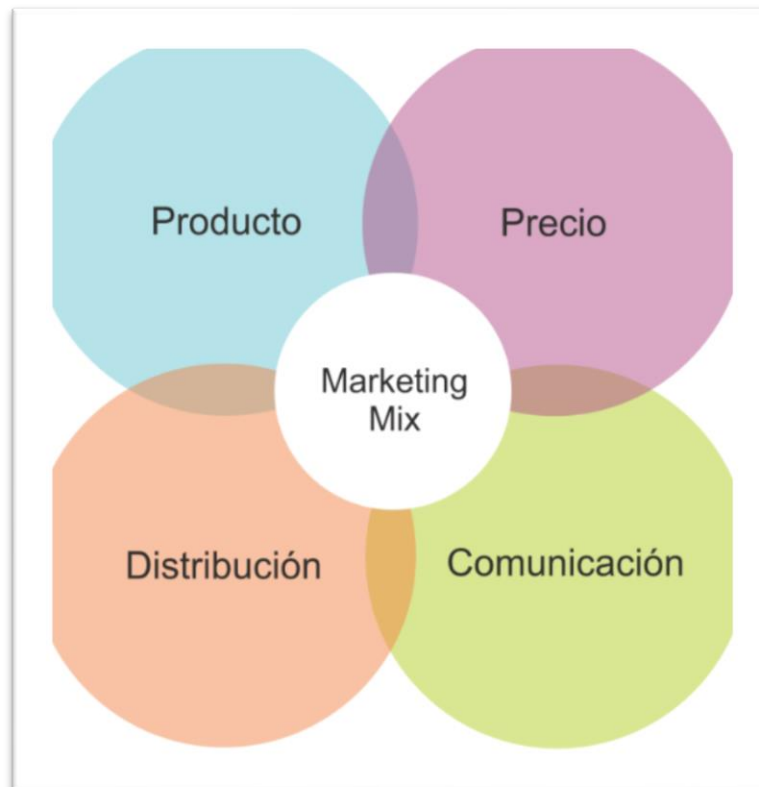 Producto
Precio
Marketing
Mix
Distribución
Comunicación